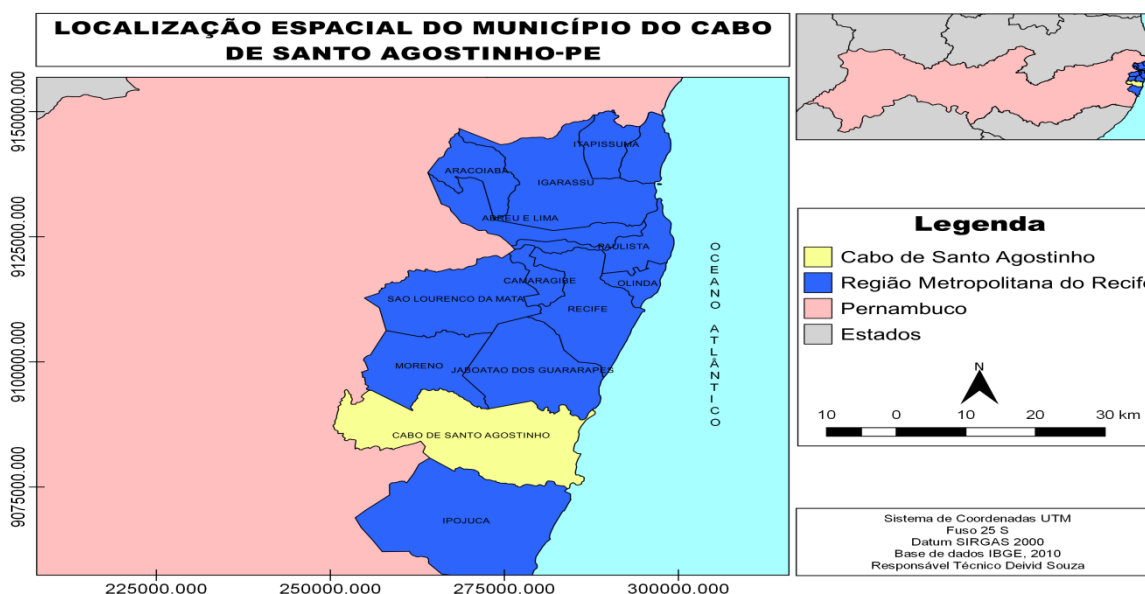 LOCALIZAÇÃO ESPACIAL DO MUNICÍPIO DO CABO
DE SANTO AGOSTINHO-PE
9150000.000
9125000.000
9100000.000
9075000.000
225000.000
250000.000
275000.000
300000.000
ITAPISSUMA
ARACOIABA
IGARASSU
ABREU E LIMA
PAULISTA
CAMARAGIBE
OLINDA
SAO LOURENCO DA MATA
RECIFE
MORENO
JABOATAO DOS GUARARAPES
CABO DE SANTO AGOSTINHO
IPOJUCA
OCEANO ATLÂNTICO
Legenda
Cabo de Santo Agostinho
Região Metropolitana do Recife
Pernambuco
Estados
N
10 0 10 20 30 km
Sistema de Coordenadas UTM
Fuso 25 S
Datum SIRGAS 2000
Base de dados IBGE, 2010
Responsável Técnico Deivid Souza